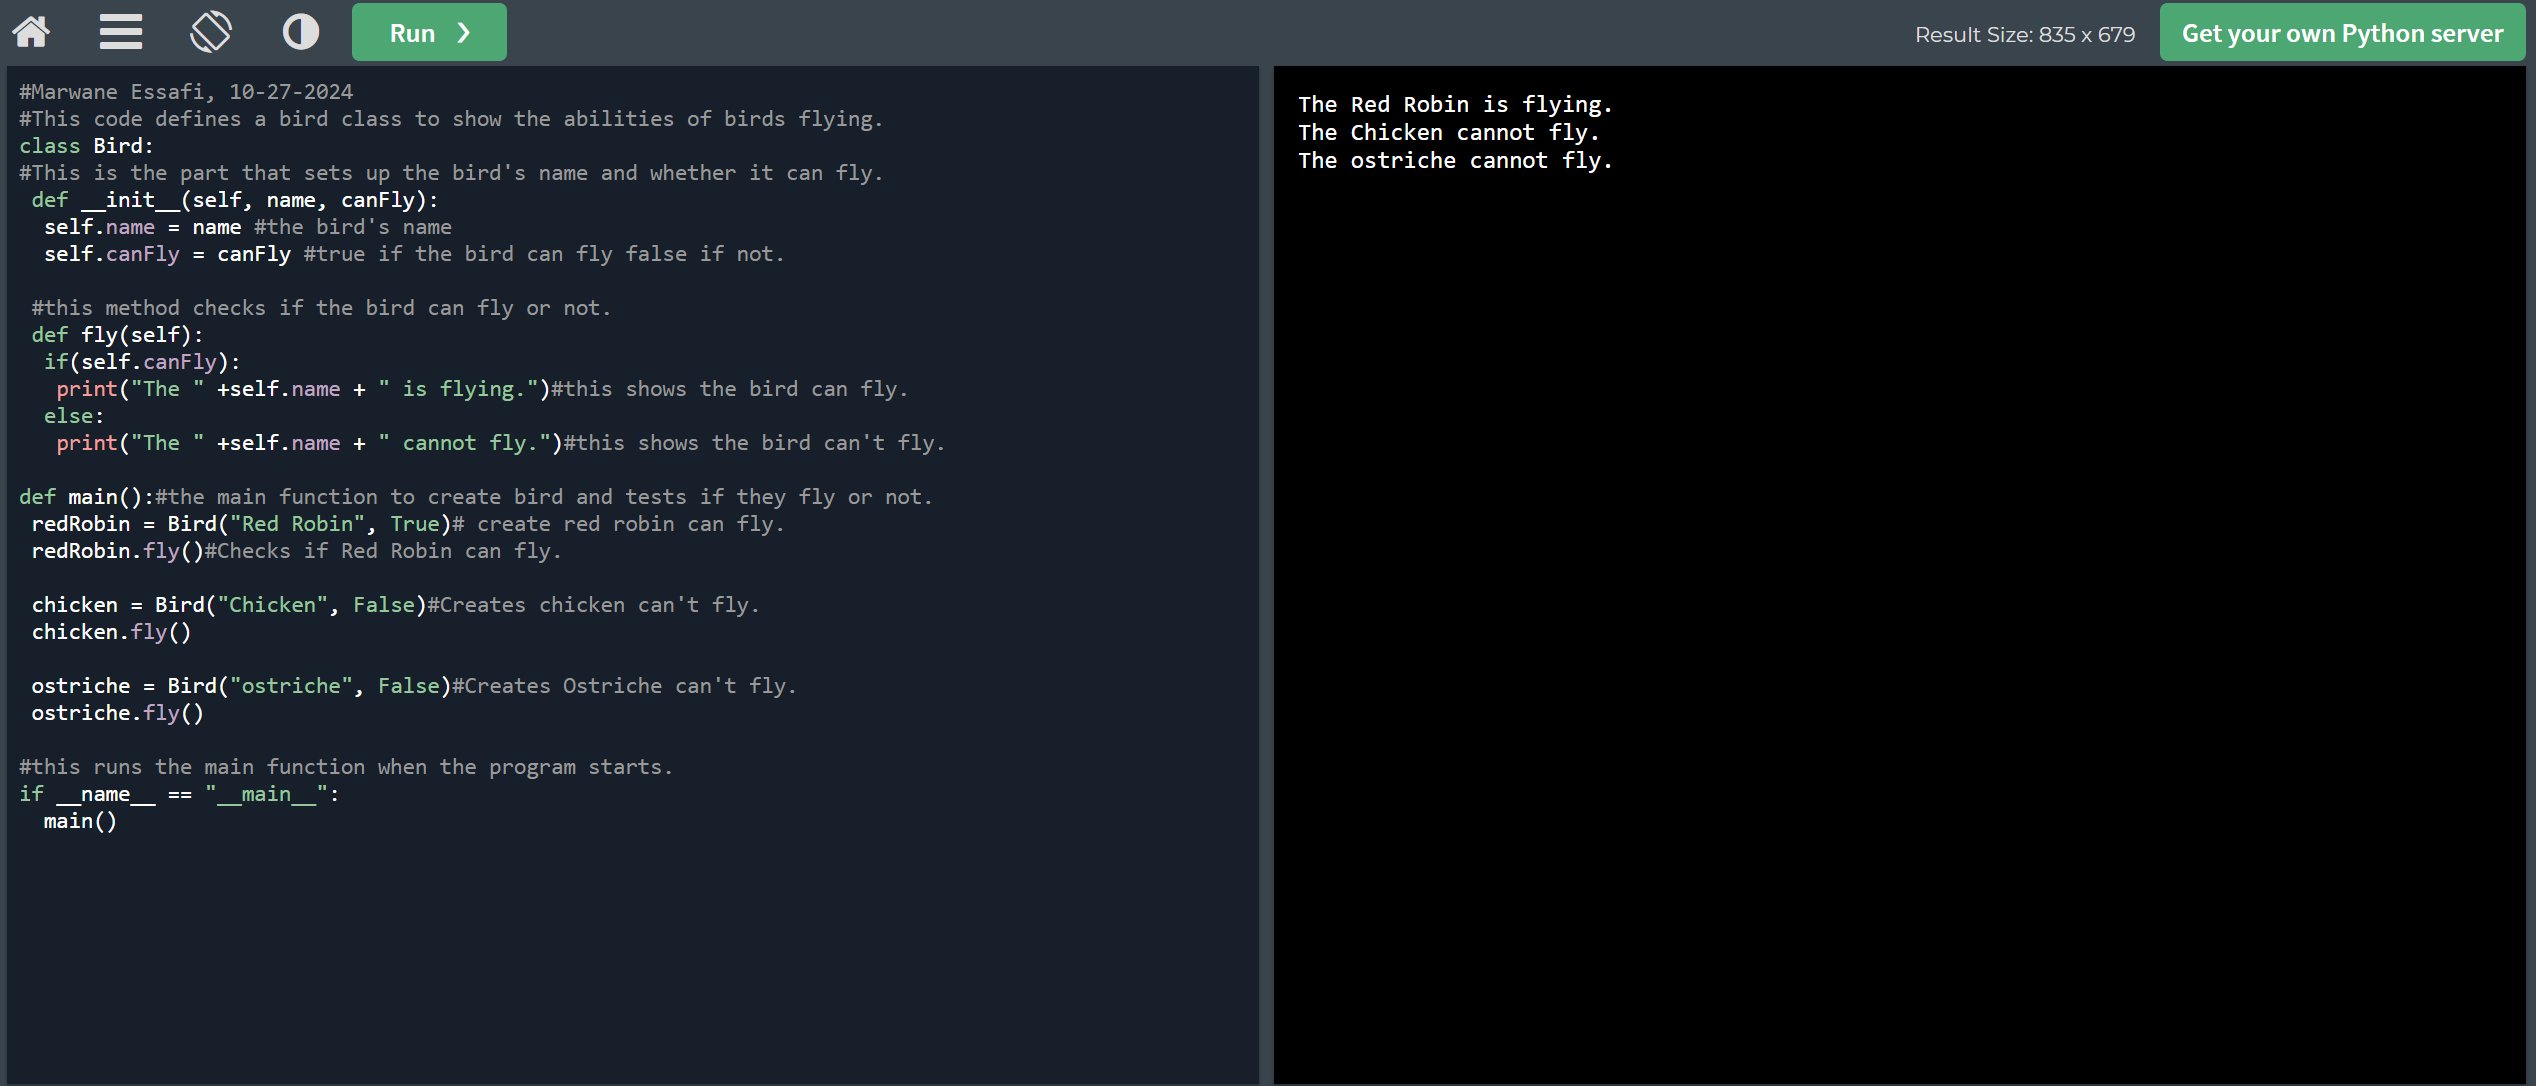 Run ❯
Result Size: 835 x 679
Get your own Python server
#Marwane Essafi, 10-27-2024
#This code defines a bird class to show the abilities of birds flying.
class Bird:
#This is the part that sets up the bird's name and whether it can fly.
 def __init__(self, name, canFly):
  self.name = name #the bird's name
  self.canFly = canFly #true if the bird can fly false if not.

 #this method checks if the bird can fly or not.
 def fly(self):
  if(self.canFly):
   print("The " +self.name + " is flying.")#this shows the bird can fly.
  else:
   print("The " +self.name + " cannot fly.")#this shows the bird can't fly.

def main():#the main function to create bird and tests if they fly or not.
 redRobin = Bird("Red Robin", True)# create red robin can fly.
 redRobin.fly()#Checks if Red Robin can fly.

 chicken = Bird("Chicken", False)#Creates chicken can't fly.
 chicken.fly()

 ostriche = Bird("ostriche", False)#Creates Ostriche can't fly.
 ostriche.fly()

#this runs the main function when the program starts.
if __name__ == "__main__":
  main()
The Red Robin is flying.
The Chicken cannot fly.
The ostriche cannot fly.